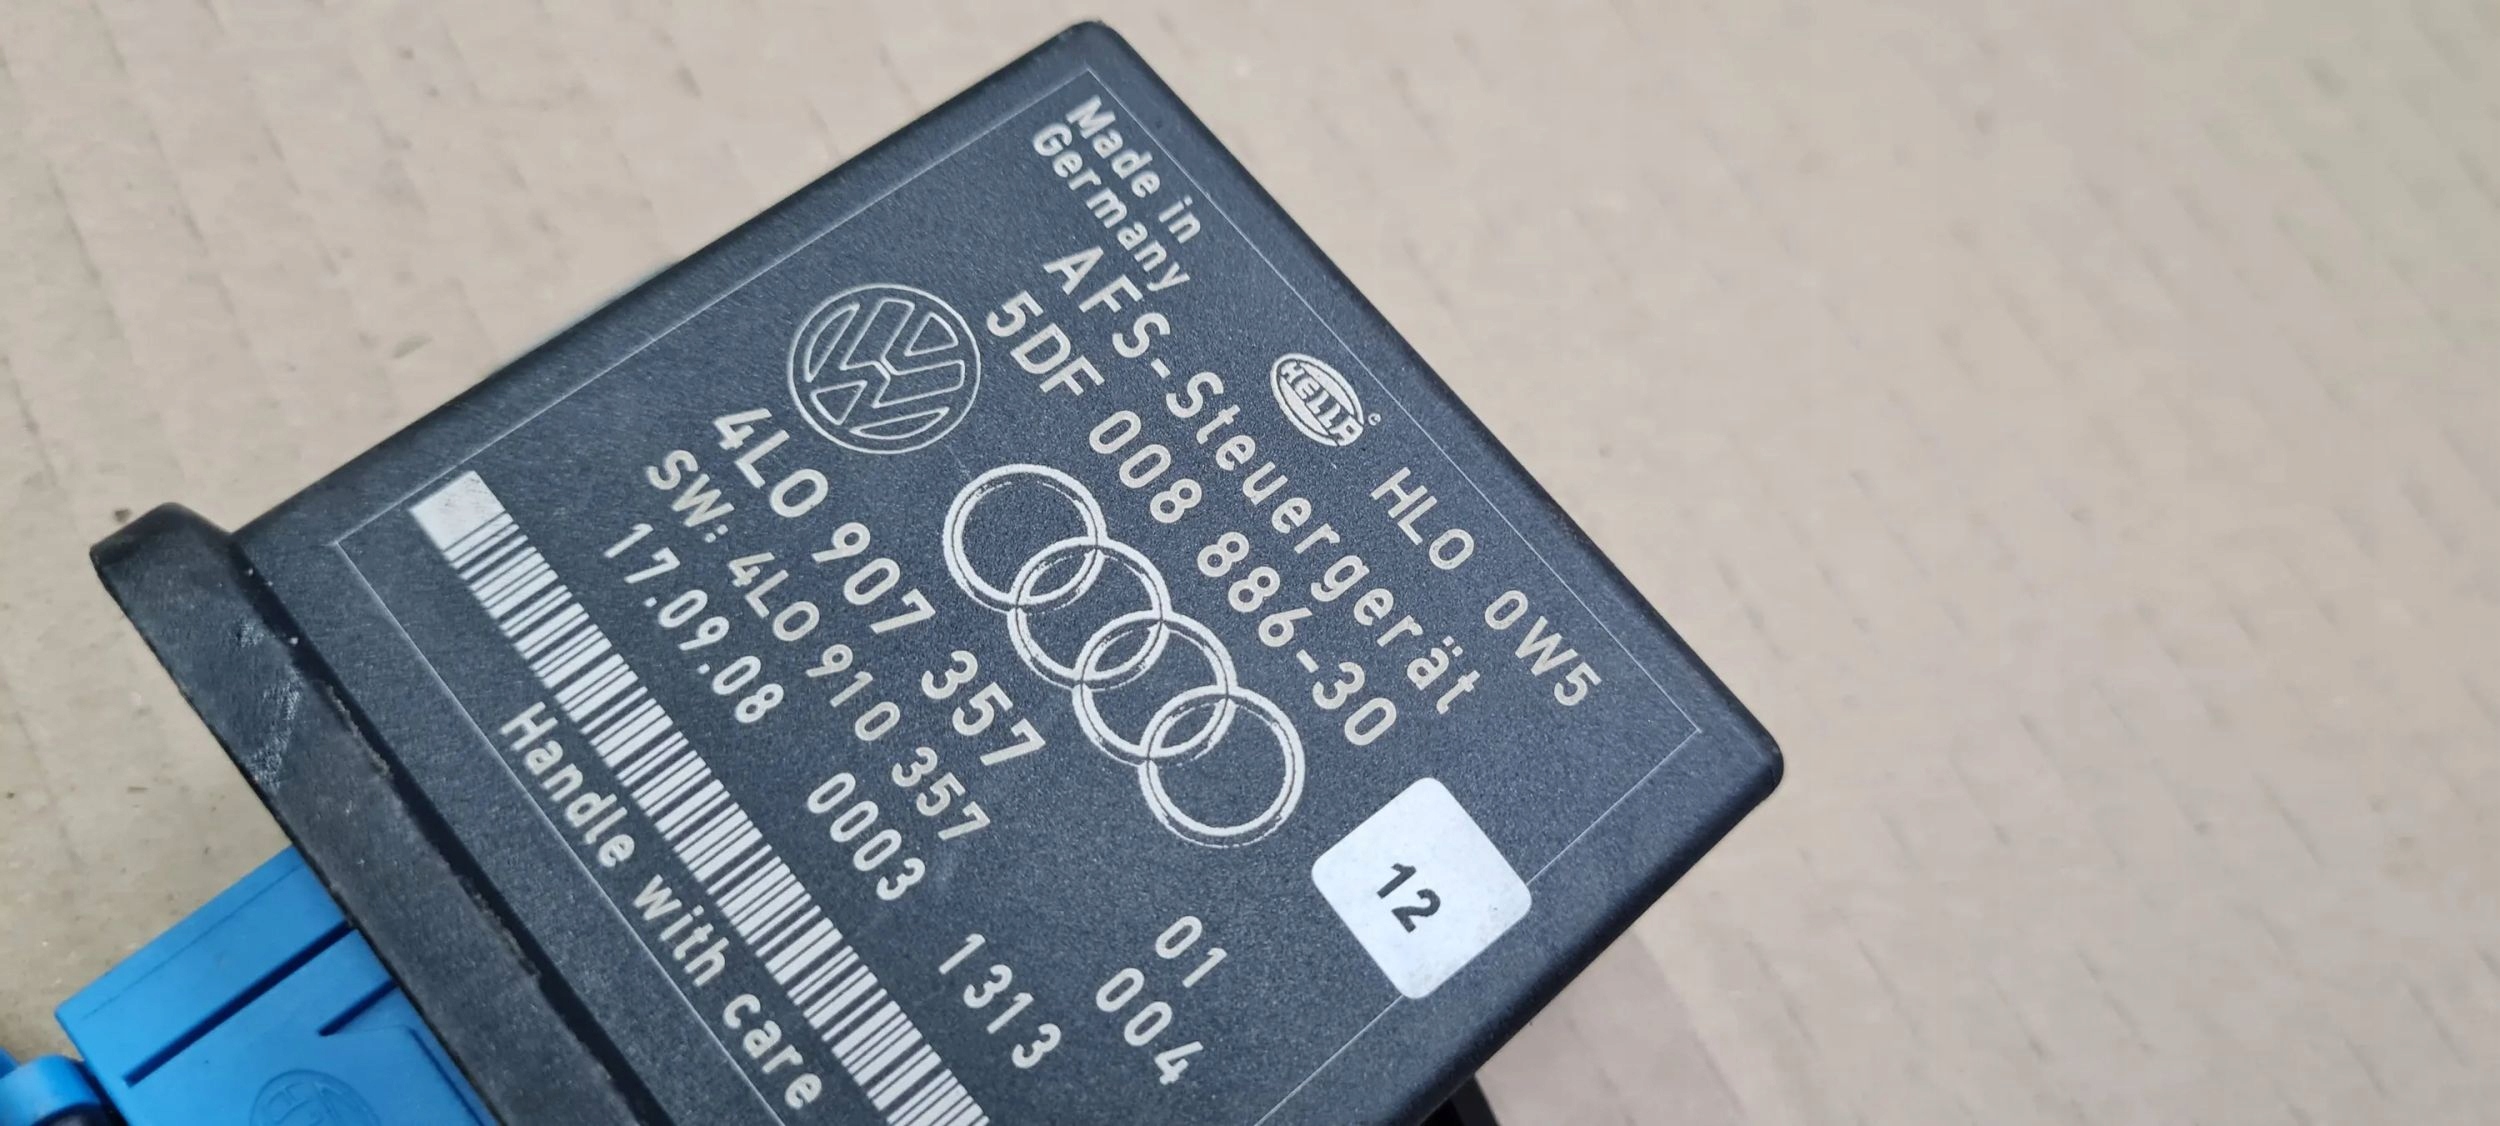 Made in
Germany
HELLA
HLO 0W5
AFS-Steuergerät
5DF 008 886-30
12
4L0 907 357
01
SW: 4L0 910 357
004
17.09.08 0003 1313
Handle with care